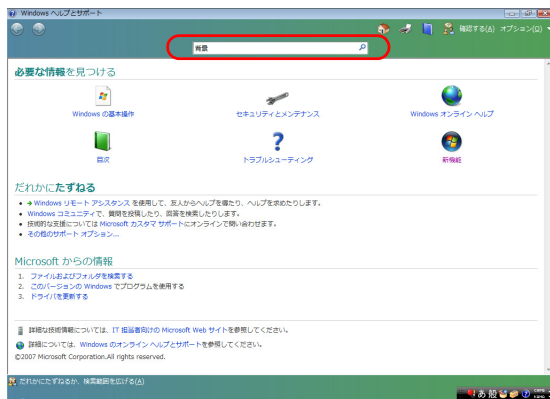 Windows ヘルプとサポート
確認する(A) オプション(O)
背景
必要な情報を見つける
Windows の基本操作 セキュリティとメンテナンス Windows オンライン ヘルプ
目次 トラブルシューティング 新機能
だれかにたずねる
Windows リモート アシスタンス を使用して、友人からヘルプを得たり、ヘルプを求めたりします。
Windows コミュニティで、質問を投稿したり、回答を検索したりします。
技術的な支援については Microsoft カスタマ サポートにオンラインで問い合わせます。
その他のサポート オプション...
Microsoft からの情報
1. ファイルおよびフォルダを検索する
2. このバージョンの Windows でプログラムを使用する
3. ドライバを更新する
詳細な技術情報については、IT 担当者向けの Microsoft Web サイトを参照してください。
詳細については、Windows のオンライン ヘルプとサポートを参照してください。
©2007 Microsoft Corporation.All rights reserved.
だれかにたずねるか、検索範囲を広げる(A)
あ 般 CAPS
KANA